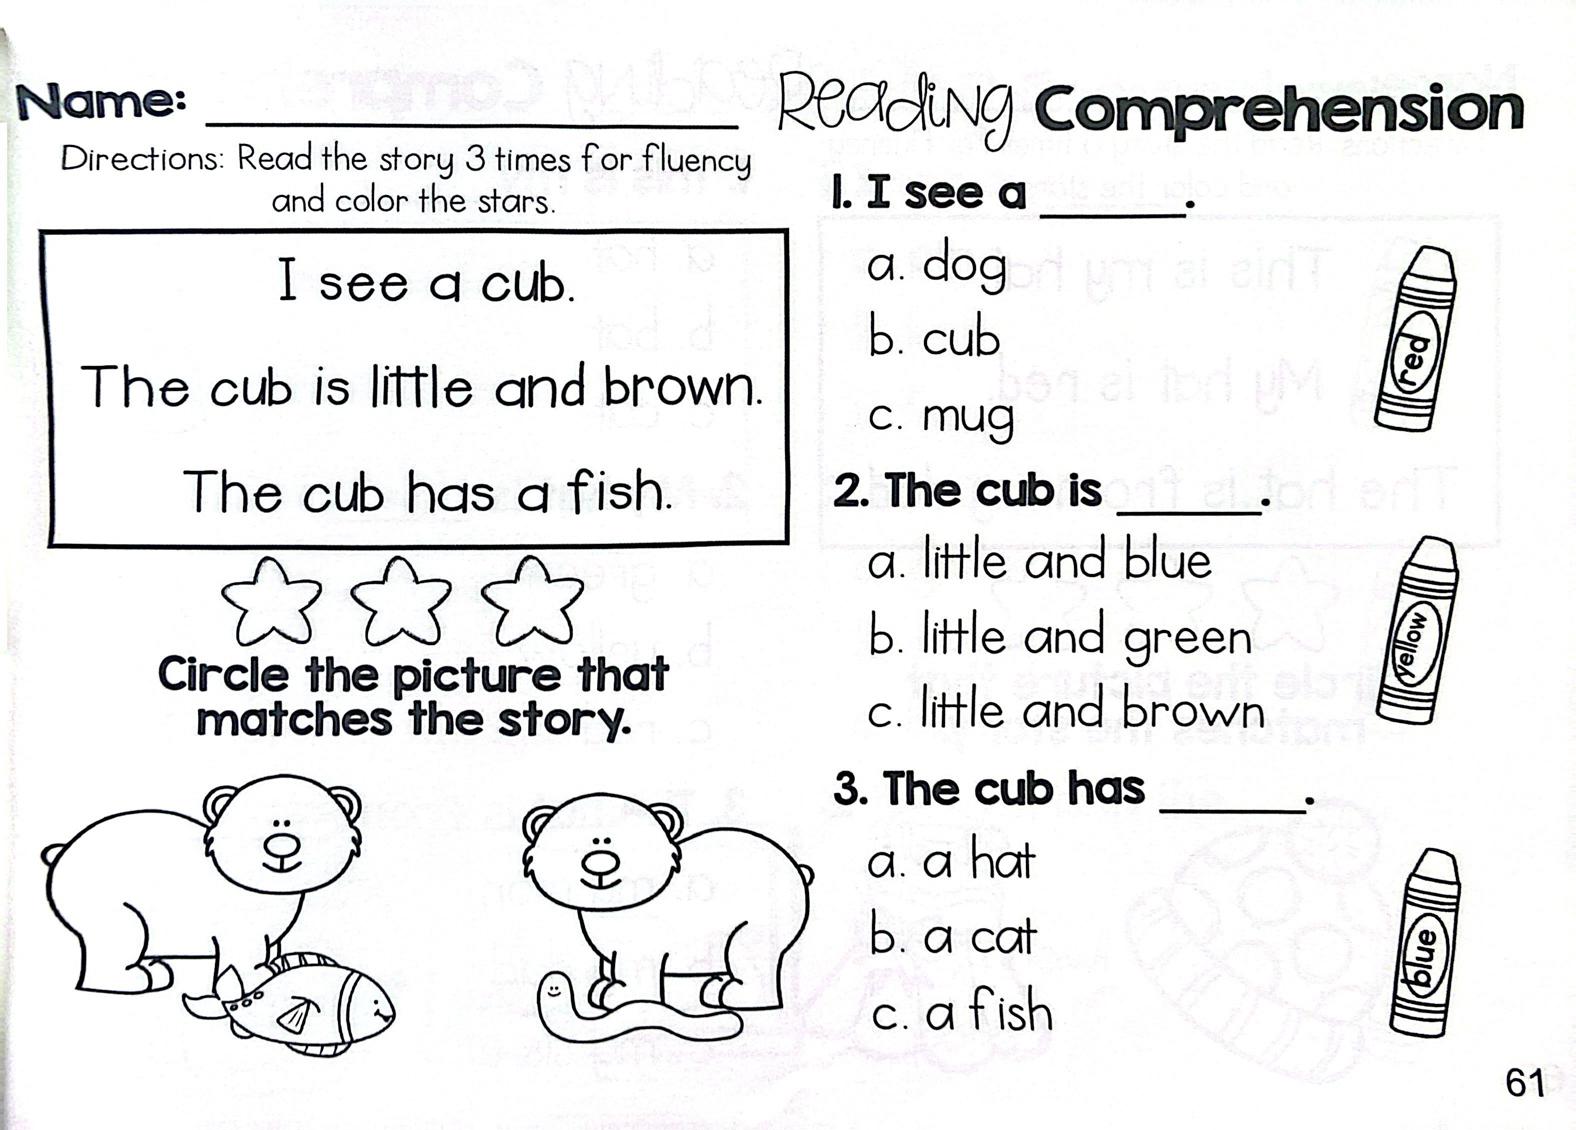 Name:
Directions: Read the story 3 times for fluency
and color the stars.
I see a cub.
The cub is little and brown.
The cub has a fish.
Circle the picture that
matches the story.
Reading Comprehension
1. I see a ______.
a. dog
b. cub
c. mug
red
2. The cub is ______.
a. little and blue
b. little and green
c. little and brown
yellow
3. The cub has ______.
a. a hat
b. a cat
c. a fish
blue
61